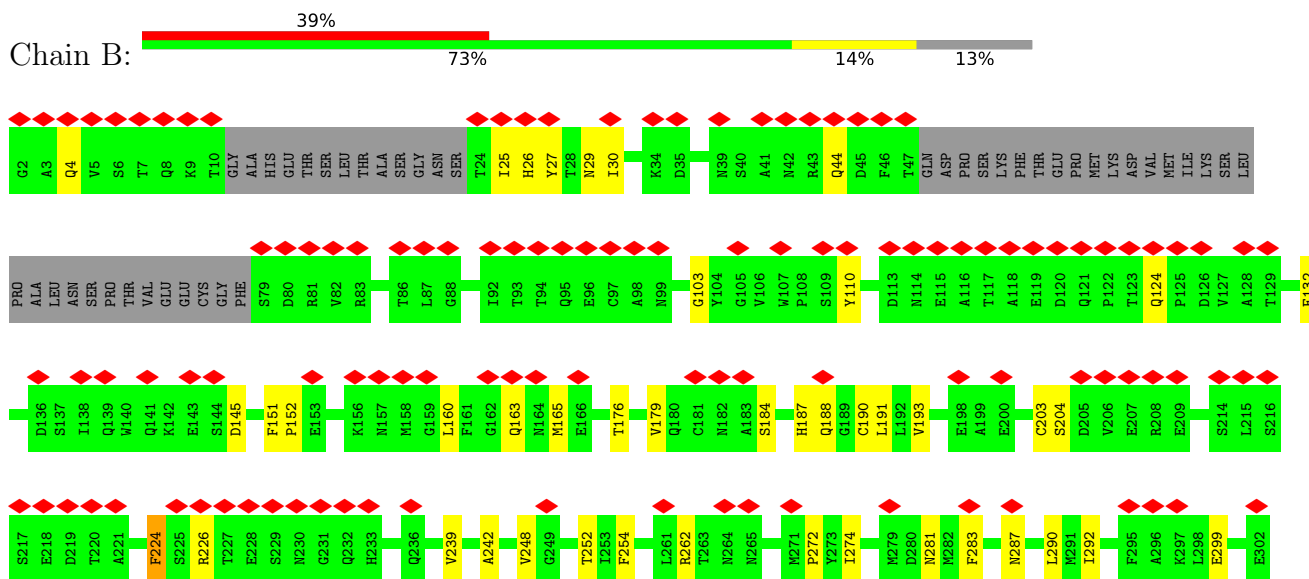 39%
Chain B:
73% 14% 13%
G2 A3 Q4 V5 S6 T7 Q8 K9 T10 GLY ALA HIS GLU THR SER LEU THR ALA SER GLY ASN SER T24 I25 H26 Y27 T28 N29 I30 K34 D35 N39 S40 A41 N42 R43 Q44 D45 F46 T47 GLN ASP PRO SER LYS PHE THR GLU PRO MET LYS ASP VAL MET ILE LYS SER LEU
PRO ALA LEU ASN SER PRO THR VAL GLU GLU CYS GLY PHE S79 D80 R81 V82 R83 T86 L87 G88 I92 T93 T94 Q95 E96 C97 A98 N99 G103 Y104 G105 V106 W107 P108 S109 Y110 D113 N114 E115 A116 T117 A118 E119 D120 Q121 P122 T123 Q124 P125 D126 V127 A128 T129
D136 S137 I138 Q139 W140 Q141 K142 E143 S144 D145 F151 P152 E153 K156 N157 M158 G159 L160 F161 G162 Q163 N164 M165 E166 T176 V179 Q180 C181 N182 A183 S184 H187 Q188 G189 C190 L191 L192 V193 E198 A199 E200 C203 S204 D205 V206 E207 R208 E209 S214 L215 S216
S217 E218 D219 T220 A221 F224 S225 R226 T227 E228 S229 N230 G231 Q232 H233 Q236 V239 A242 V248 G249 T252 I253 F254 L261 R262 T263 N264 N265 M271 P272 Y273 I274 M279 D280 N281 M282 F283 N287 L290 M291 I292 F295 A296 K297 L298 E299 E302